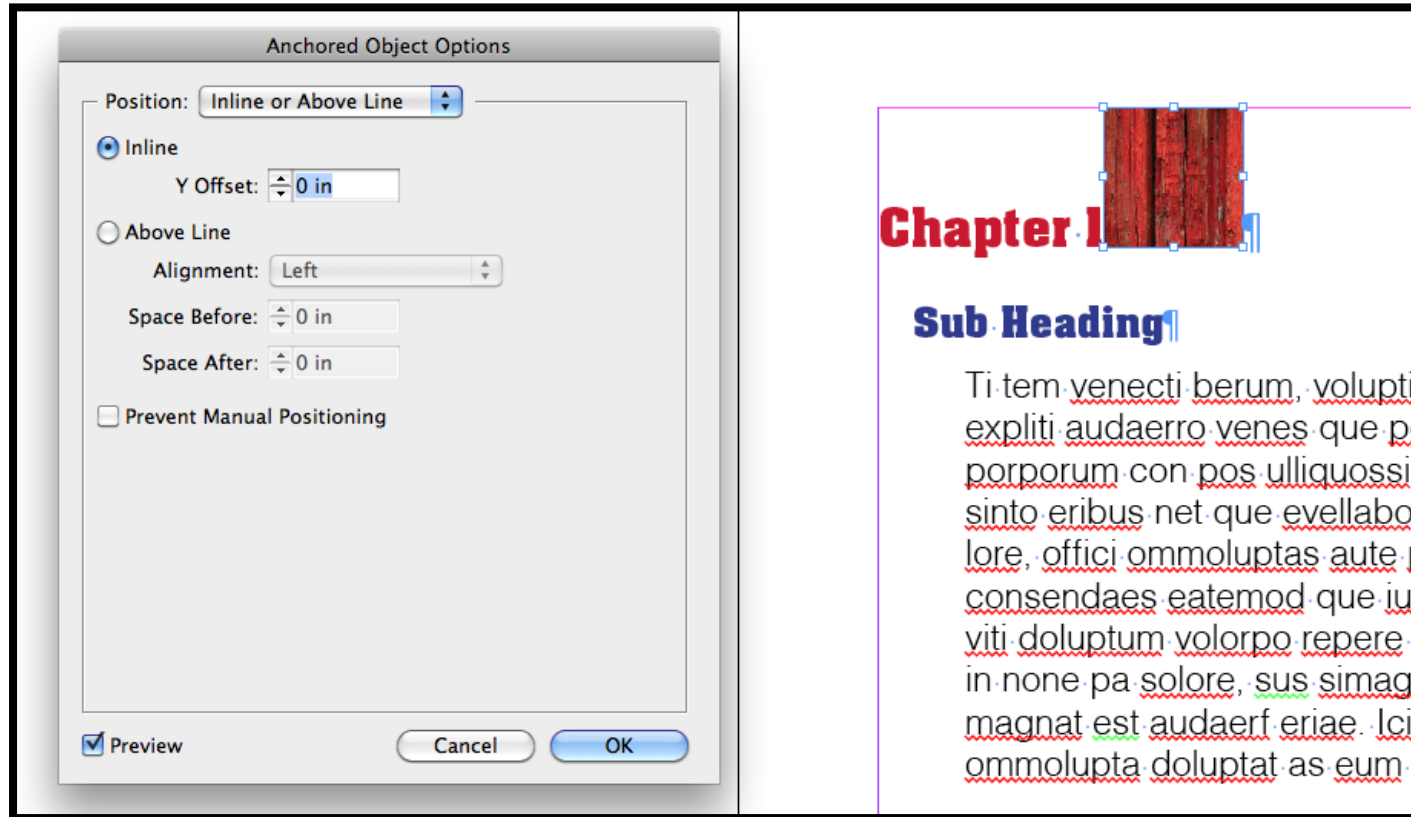 Anchored Object Options
Position: Inline or Above Line
Inline
Y Offset: 0 in
Above Line
Alignment: Left
Space Before: 0 in
Space After: 0 in
Prevent Manual Positioning
Preview Cancel OK
Chapter 1¶
Sub Heading¶
Ti tem venecti berum, volupti
expliti audaerro venes que
porporum con pos ulliquossi
sinto eribus net que evellabo
lore, offici ommoluptas aute
consendaes eatemod que iu
viti doluptum volorpo repere
in none pa solore, sus simag
magnat est audaerf eriae. Ici
ommolupta doluptat as eum